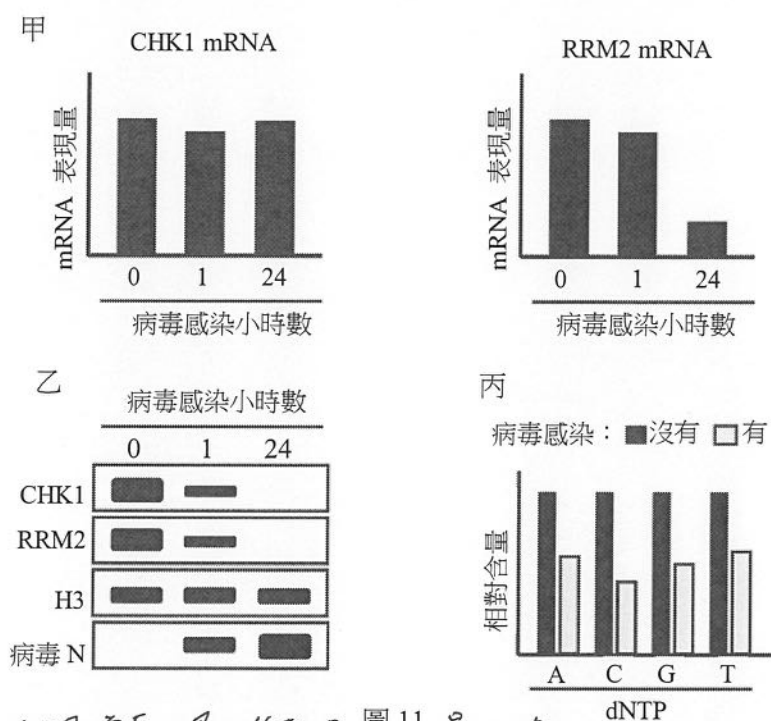 甲
CHK1 mRNA
mRNA 表現量
0 1 24
病毒感染小時數
RRM2 mRNA
mRNA 表現量
0 1 24
病毒感染小時數
乙
病毒感染小時數
0 1 24
CHK1
RRM2
H3
病毒 N
丙
病毒感染：■沒有 □有
相對含量
A C G T
dNTP
圖 11